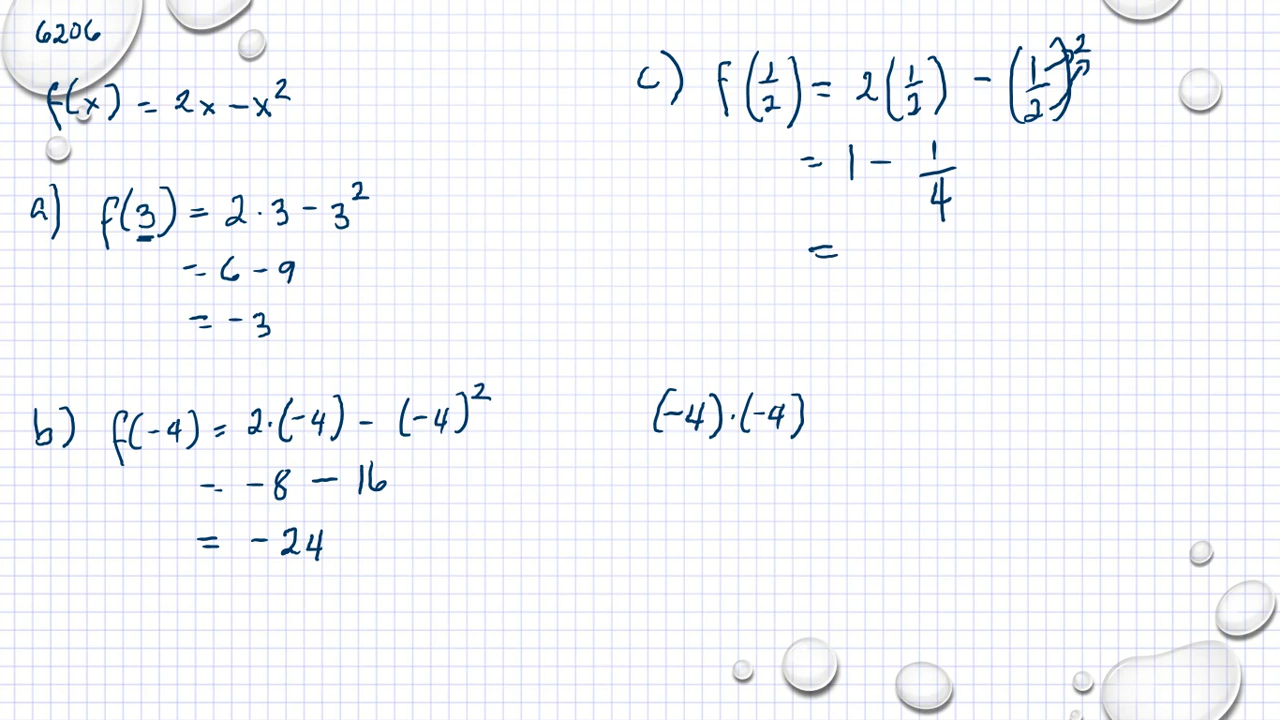 6206
f(x) = 2x - x²
a) f(3) = 2 · 3 - 3²
= 6 - 9
= -3
b) f(-4) = 2·(-4) - (-4)²
= -8 - 16
= -24
c) f(1/2) = 2(1/2) - (1/2)²
= 1 - 1/4
=
(-4)·(-4)